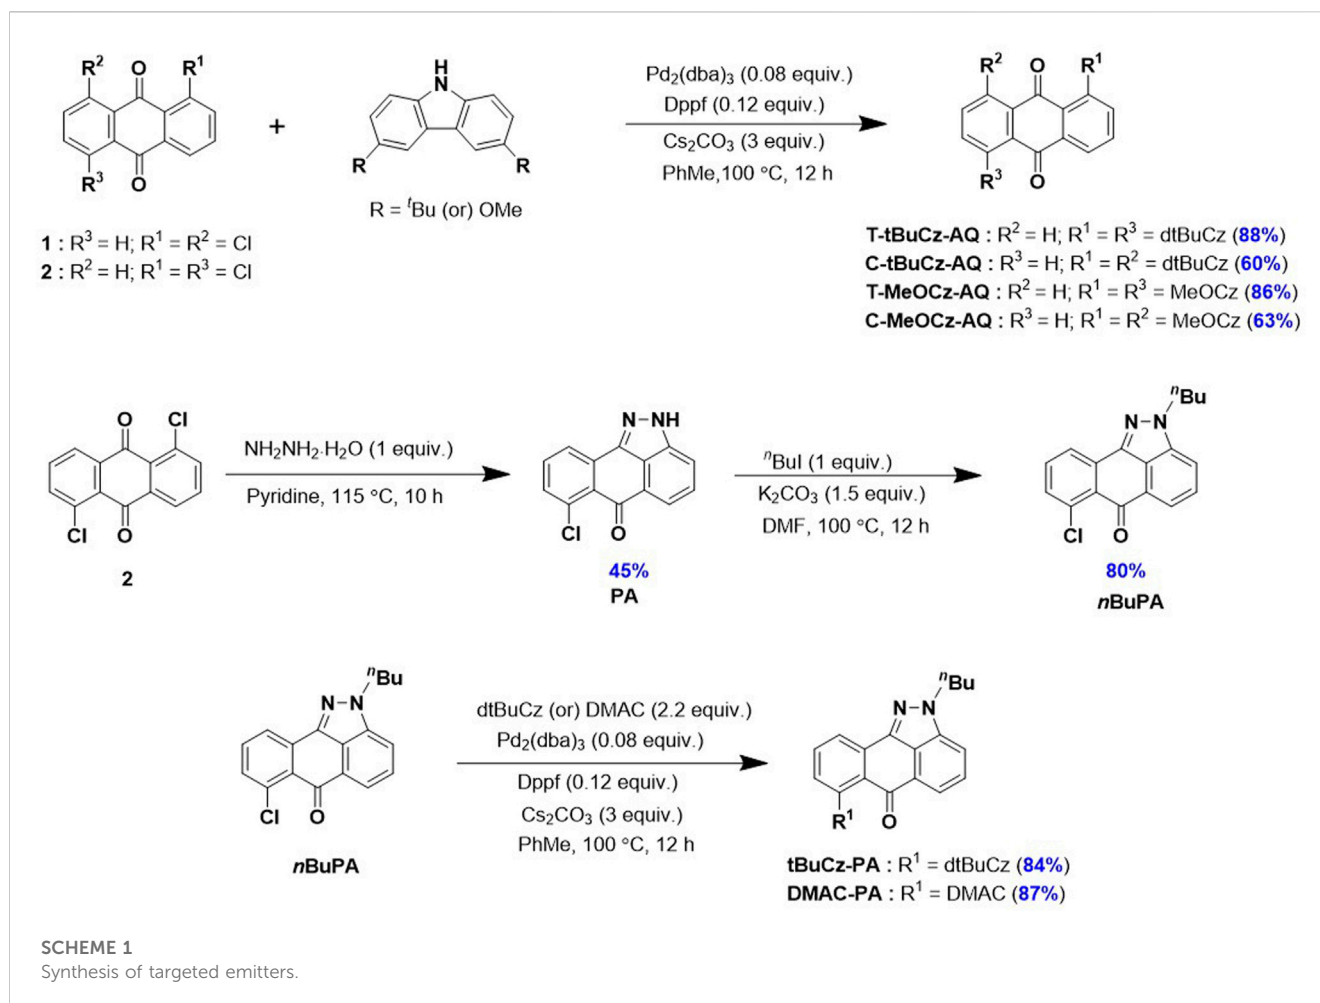 R² O R¹
R³ O
1 : R³ = H; R¹ = R² = Cl
2 : R² = H; R¹ = R³ = Cl
+
H
N
R R
R = ᵗBu (or) OMe
Pd₂(dba)₃ (0.08 equiv.)
Dppf (0.12 equiv.)
Cs₂CO₃ (3 equiv.)
PhMe,100 °C, 12 h
R² O R¹
R³ O
T-tBuCz-AQ : R² = H; R¹ = R³ = dtBuCz (88%)
C-tBuCz-AQ : R³ = H; R¹ = R² = dtBuCz (60%)
T-MeOCz-AQ : R² = H; R¹ = R³ = MeOCz (86%)
C-MeOCz-AQ : R³ = H; R¹ = R² = MeOCz (63%)
O Cl
Cl O
2
NH₂NH₂·H₂O (1 equiv.)
Pyridine, 115 °C, 10 h
N-NH
Cl O
45%
PA
ⁿBuI (1 equiv.)
K₂CO₃ (1.5 equiv.)
DMF, 100 °C, 12 h
ⁿBu
N-N
Cl O
80%
nBuPA
ⁿBu
N-N
Cl O
nBuPA
dtBuCz (or) DMAC (2.2 equiv.)
Pd₂(dba)₃ (0.08 equiv.)
Dppf (0.12 equiv.)
Cs₂CO₃ (3 equiv.)
PhMe, 100 °C, 12 h
ⁿBu
N-N
R¹ O
tBuCz-PA : R¹ = dtBuCz (84%)
DMAC-PA : R¹ = DMAC (87%)
SCHEME 1
Synthesis of targeted emitters.